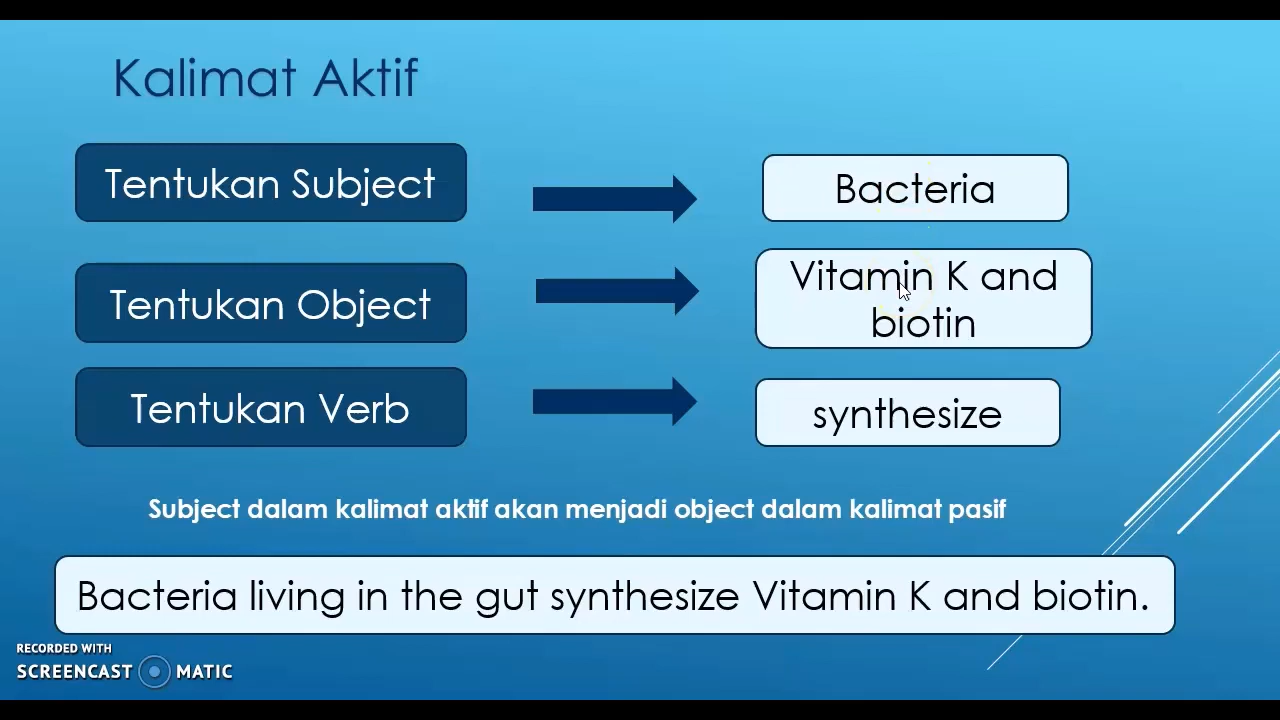 Kalimat Aktif
Tentukan Subject
Bacteria
Tentukan Object
Vitamin K and
biotin
Tentukan Verb
synthesize
Subject dalam kalimat aktif akan menjadi object dalam kalimat pasif
Bacteria living in the gut synthesize Vitamin K and biotin.
RECORDED WITH
SCREENCAST MATIC